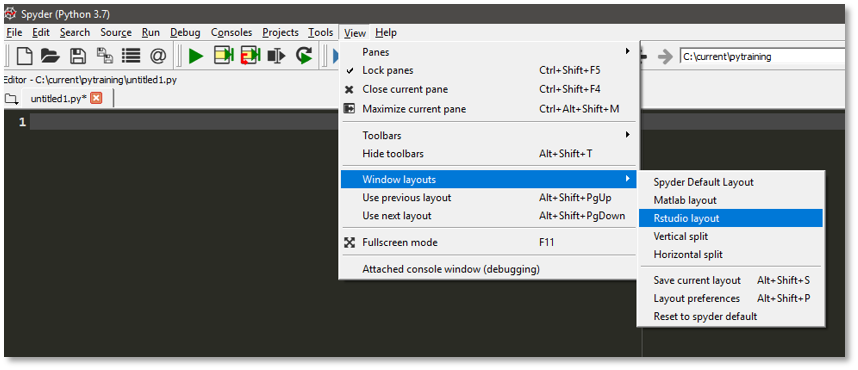 Spyder (Python 3.7)
File Edit Search Source Run Debug Consoles Projects Tools View Help
C:\current\pytraining
Editor - C:\current\pytraining\untitled1.py
untitled1.py*
1
Panes
Lock panes Ctrl+Shift+F5
Close current pane Ctrl+Shift+F4
Maximize current pane Ctrl+Alt+Shift+M
Toolbars
Hide toolbars Alt+Shift+T
Window layouts
Use previous layout Alt+Shift+PgUp
Use next layout Alt+Shift+PgDown
Fullscreen mode F11
Attached console window (debugging)
Spyder Default Layout
Matlab layout
Rstudio layout
Vertical split
Horizontal split
Save current layout Alt+Shift+S
Layout preferences Alt+Shift+P
Reset to spyder default